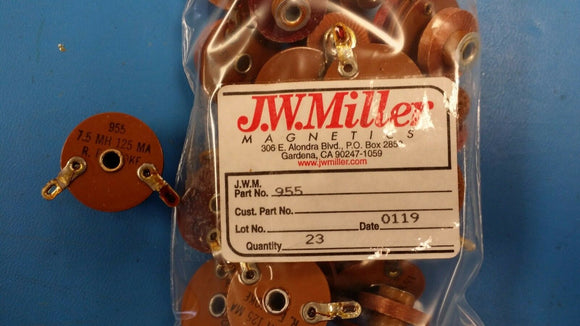 955
7.5 MH 125 MA
R. F. CHOKE
J.W. Miller
MAGNETICS
306 E. Alondra Blvd., P.O. Box 285
Gardena, CA 90247-1059
www.jwmiller.com
J.W.M.
Part No. 955
Cust. Part No.
Lot No. Date 0119
Quantity 23